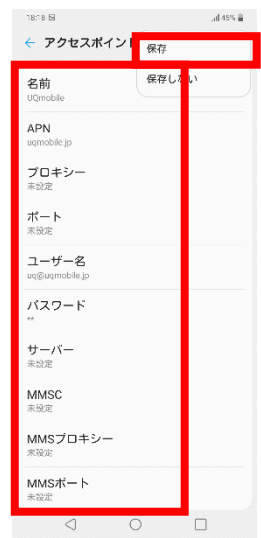 18:18
45%
← アクセスポイント
保存
保存しない
名前
UQmobile
APN
uqmobile.jp
プロキシー
未設定
ポート
未設定
ユーザー名
uq@uqmobile.jp
パスワード
**
サーバー
未設定
MMSC
未設定
MMSプロキシー
未設定
MMSポート
未設定